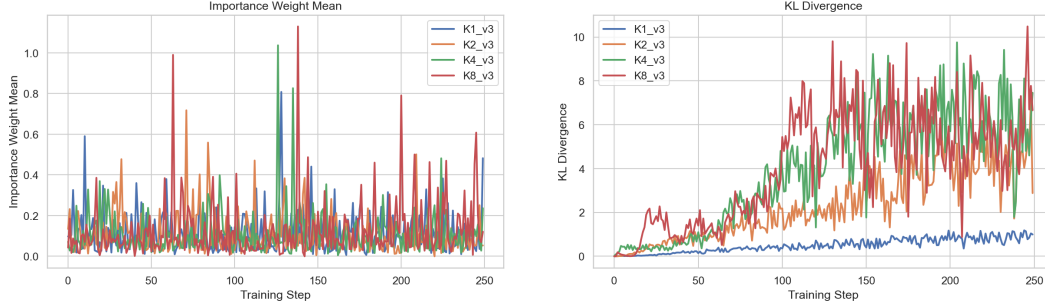 Importance Weight Mean
Importance Weight Mean
1.0
0.8
0.6
0.4
0.2
0.0
K1_v3
K2_v3
K4_v3
K8_v3
0 50 100 150 200 250
Training Step
KL Divergence
KL Divergence
10
8
6
4
2
0
K1_v3
K2_v3
K4_v3
K8_v3
0 50 100 150 200 250
Training Step